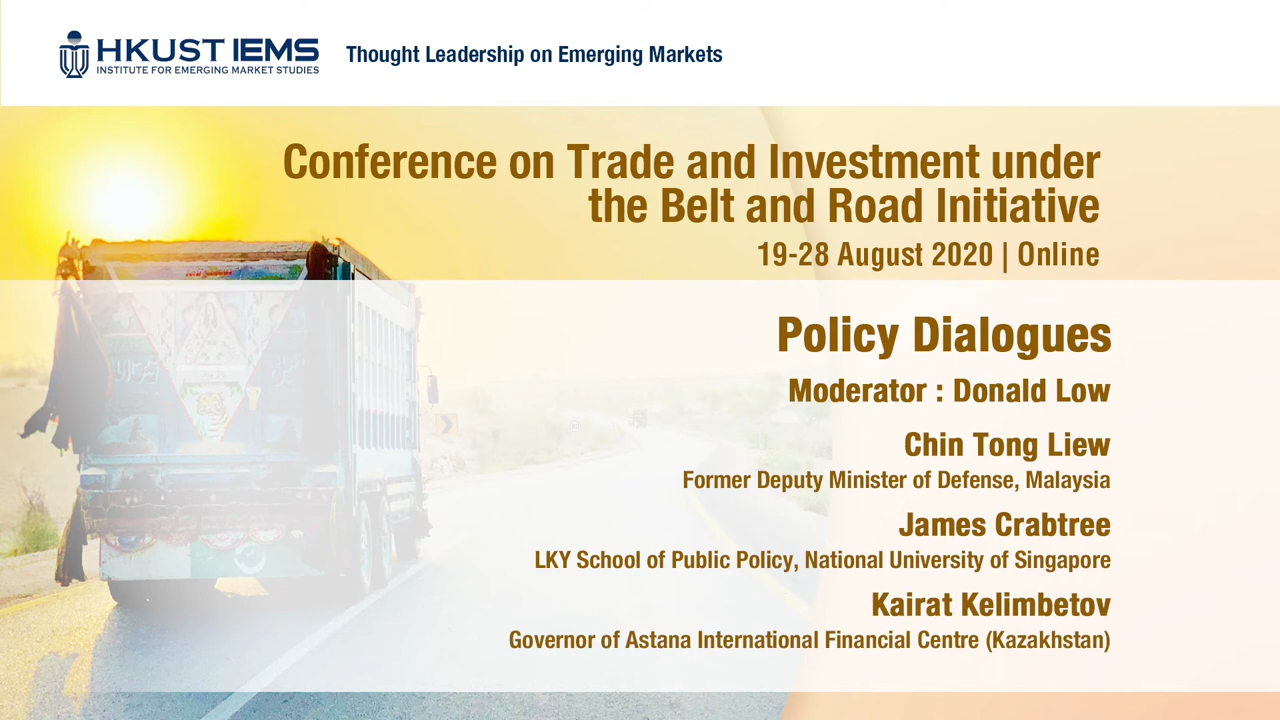 HKUST IEMS
INSTITUTE FOR EMERGING MARKET STUDIES
Thought Leadership on Emerging Markets
Conference on Trade and Investment under
the Belt and Road Initiative
19-28 August 2020 | Online
Policy Dialogues
Moderator : Donald Low
Chin Tong Liew
Former Deputy Minister of Defense, Malaysia
James Crabtree
LKY School of Public Policy, National University of Singapore
Kairat Kelimbetov
Governor of Astana International Financial Centre (Kazakhstan)